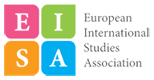 E I
S A
European
International
Studies
Association